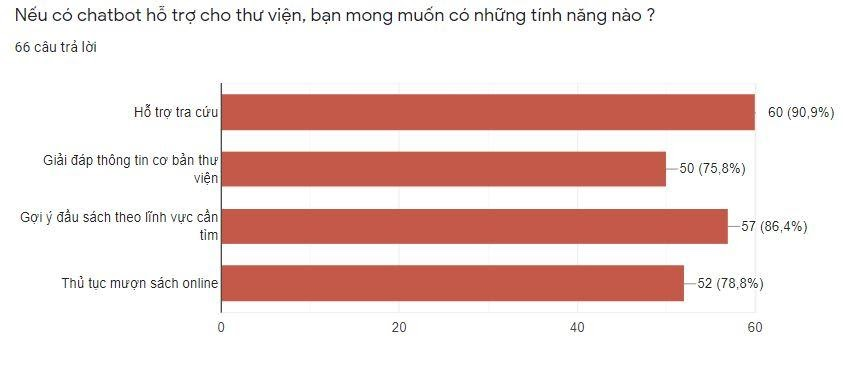 Nếu có chatbot hỗ trợ cho thư viện, bạn mong muốn có những tính năng nào ?
66 câu trả lời
Hỗ trợ tra cứu
60 (90,9%)
Giải đáp thông tin cơ bản thư
viện
50 (75,8%)
Gợi ý đầu sách theo lĩnh vực cần
tìm
57 (86,4%)
Thủ tục mượn sách online
52 (78,8%)
0
20
40
60